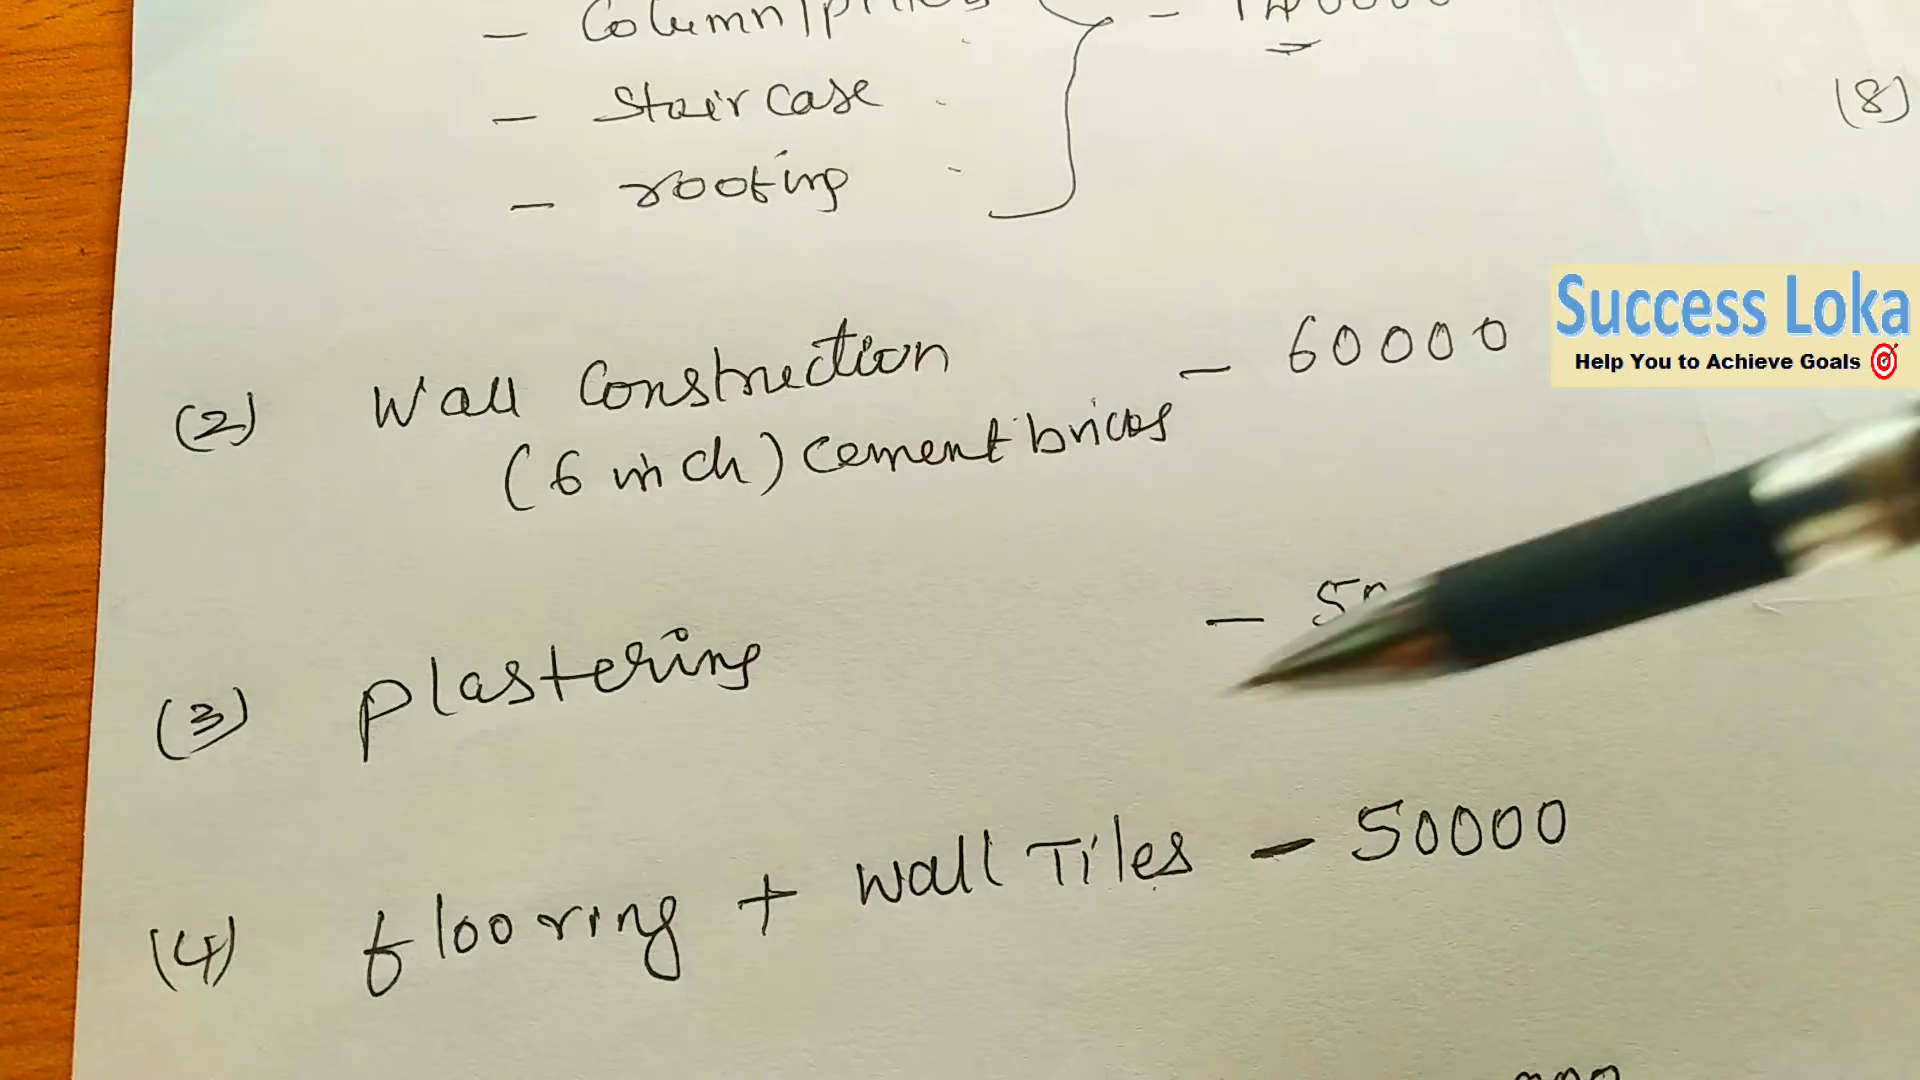 - Column/
- Staircase
- roofing
(8)
(2) Wall Construction - 60000
(6 inch) cement bricks
Success Loka
Help You to Achieve Goals
(3) plastering -
(4) flooring + wall Tiles - 50000